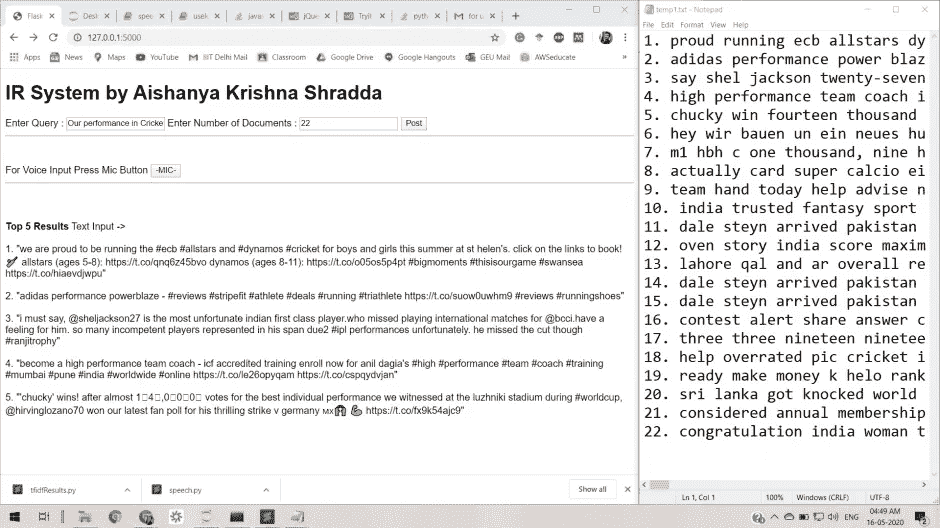 Flask
Desi
spee
usek
java
jQue
Tryit
pyth
M for u
127.0.0.1:5000
Apps
News
Maps
YouTube
IIT Delhi Mail
Classroom
Google Drive
Google Hangouts
GEU Mail
AWSeducate
»
IR System by Aishanya Krishna Shradda
Enter Query : Our performance in Cricke Enter Number of Documents : 22 Post
For Voice Input Press Mic Button -MIC-
Top 5 Results Text Input ->
1. "we are proud to be running the #ecb #allstars and #dynamos #cricket for boys and girls this summer at st helen's. click on the links to book!
🏏 allstars (ages 5-8): https://t.co/qnq6z45bvo dynamos (ages 8-11): https://t.co/o05os5p4pt #bigmoments #thisisourgame #swansea
https://t.co/hiaevdjwpu"
2. "adidas performance powerblaze - #reviews #stripefit #athlete #deals #running #triathlete https://t.co/suow0uwhm9 #reviews #runningshoes"
3. "i must say, @sheljackson27 is the most unfortunate indian first class player.who missed playing international matches for @bcci.have a
feeling for him. so many incompetent players represented in his span due2 #ipl performances unfortunately. he missed the cut though
#ranjitrophy"
4. "become a high performance team coach - icf accredited training enroll now for anil dagia's #high #performance #team #coach #training
#mumbai #pune #india #worldwide #online https://t.co/le26opyqam https://t.co/cspqydvjan"
5. "'chucky' wins! after almost 1▯4▯,0▯0▯0▯ votes for the best individual performance we witnessed at the luzhniki stadium during #worldcup,
@hirvinglozano70 won our latest fan poll for his thrilling strike v germany MX https://t.co/fx9k54ajc9"
tfidfResults.py
speech.py
Show all
temp1.txt - Notepad
File Edit Format View Help
1. proud running ecb allstars dy
2. adidas performance power blaz
3. say shel jackson twenty-seven
4. high performance team coach i
5. chucky win fourteen thousand
6. hey wir bauen un ein neues hu
7. m1 hbh c one thousand, nine h
8. actually card super calcio ei
9. team hand today help advise n
10. india trusted fantasy sport
11. dale steyn arrived pakistan
12. oven story india score maxim
13. lahore qal and ar overall re
14. dale steyn arrived pakistan
15. dale steyn arrived pakistan
16. contest alert share answer c
17. three three nineteen ninetee
18. help overrated pic cricket i
19. ready make money k helo rank
20. sri lanka got knocked world
21. considered annual membership
22. congratulation india woman t
Ln 1, Col 1
100%
Windows (CRLF)
UTF-8
ENG
04:49 AM
16-05-2020
2